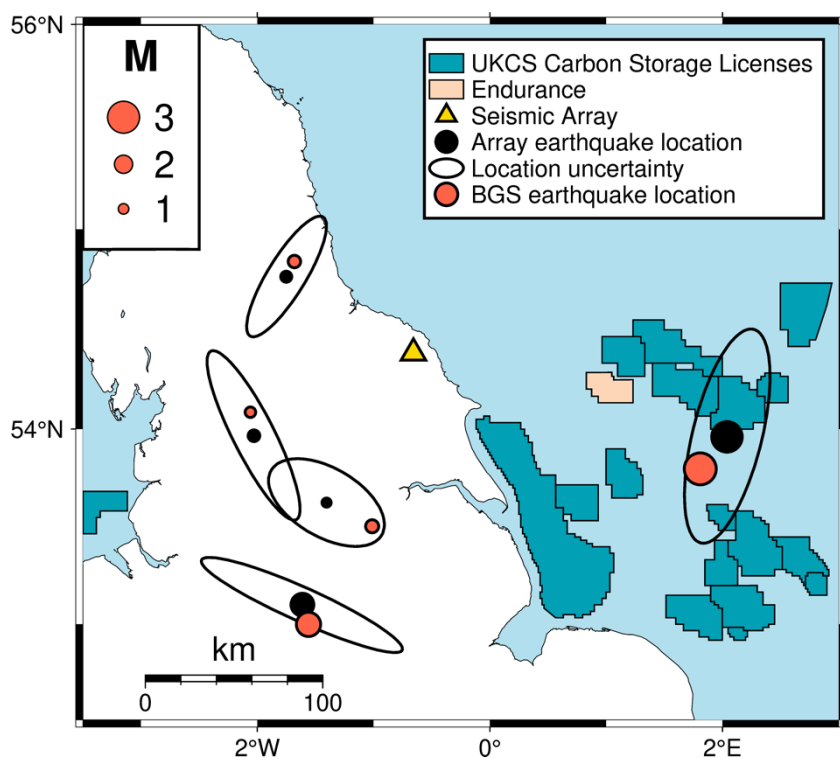 56°N
M
3
2
1
UKCS Carbon Storage Licenses
Endurance
Seismic Array
Array earthquake location
Location uncertainty
BGS earthquake location
54°N
km
0 100
2°W 0° 2°E